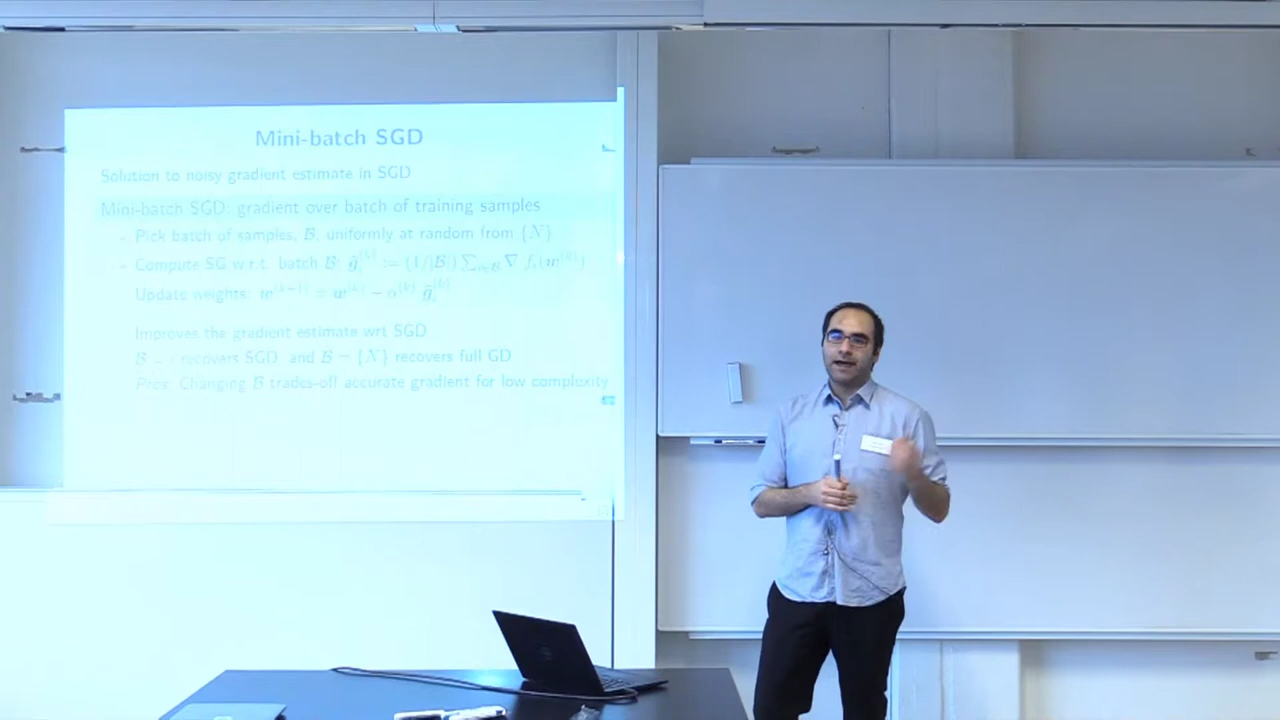 Mini-batch SGD
Solution to noisy gradient estimate in SGD
Mini-batch SGD: gradient over batch of training samples
Pick batch of samples, ℬ, uniformly at random from {N}
Compute SG w.r.t. batch ℬ:
Update weights:
Improves the gradient estimate wrt SGD
recovers SGD and ℬ = {N} recovers full GD
Pros: Changing ℬ trades-off accurate gradient for low complexity